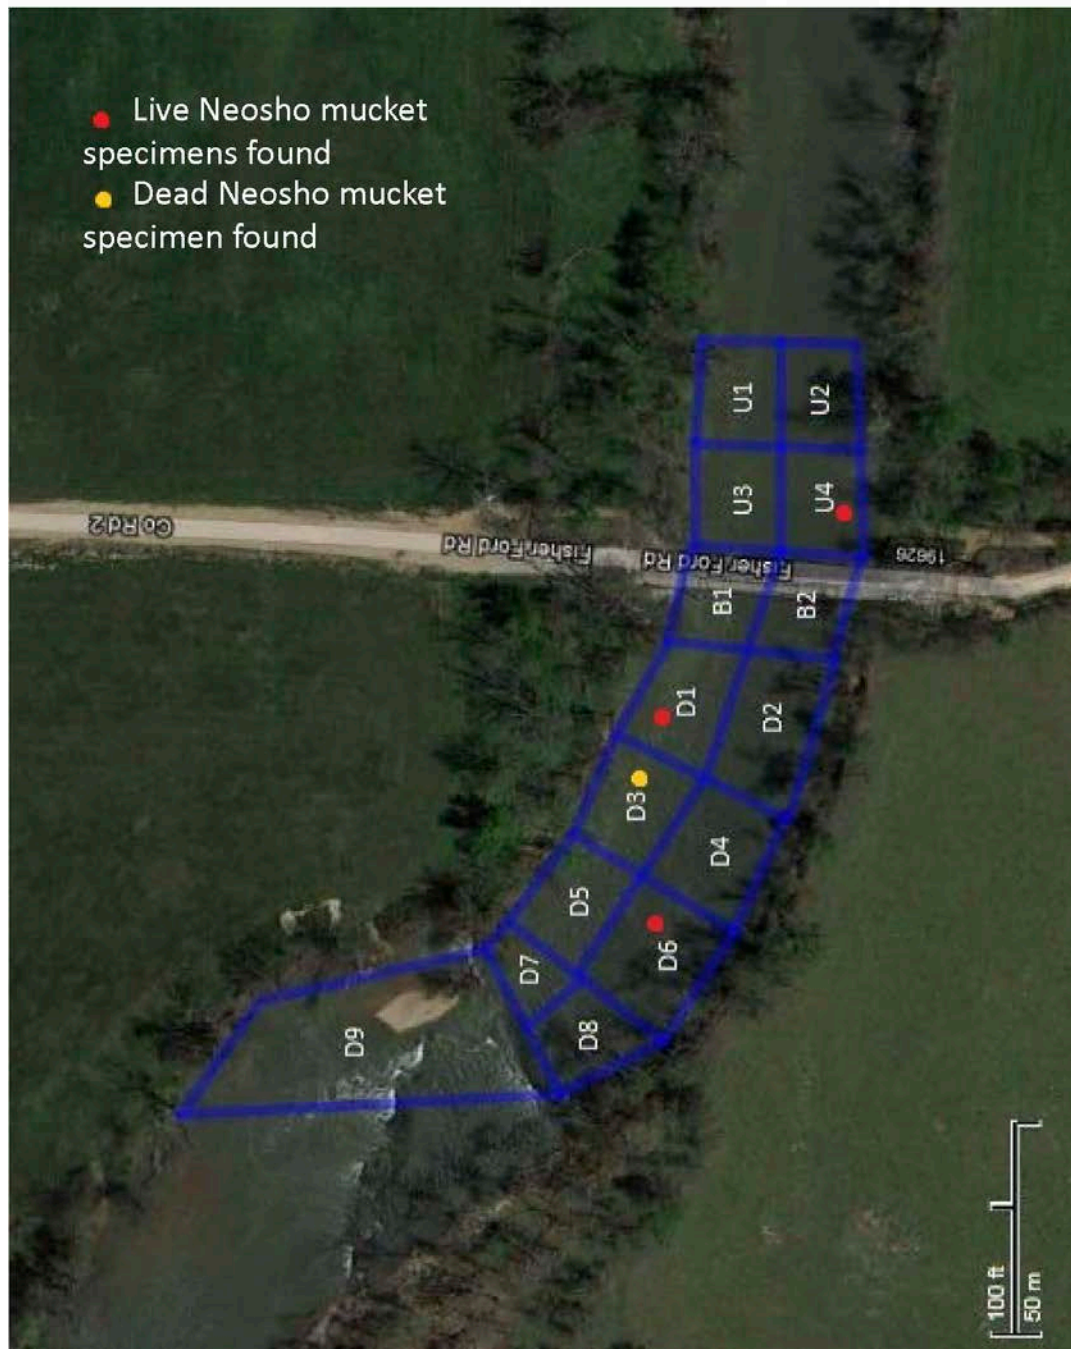 Live Neosho mucket
specimens found
Dead Neosho mucket
specimen found
Co Rd 2
Fisher Ford Rd
Fisher Ford Rd
19626
U1
U2
U3
U4
B1
B2
D1
D2
D3
D4
D5
D6
D7
D8
D9
100 ft
50 m